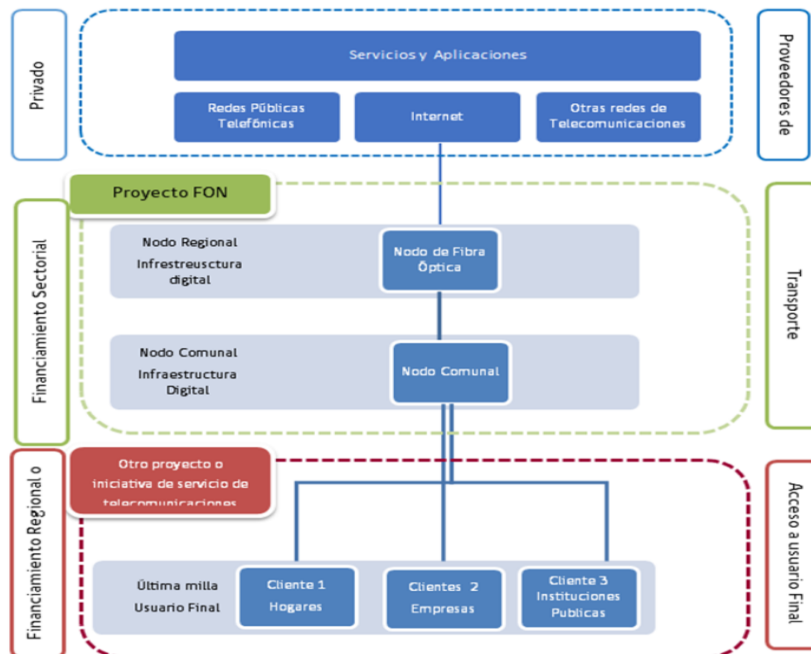 Privado
Servicios y Aplicaciones
Redes Públicas
Telefónicas
Internet
Otras redes de
Telecomunicaciones
Proveedores de
Proyecto FON
Financiamiento Sectorial
Nodo Regional
Infrestreusctura
digital
Nodo de Fibra
Óptica
Transporte
Nodo Comunal
Infraestructura
Digital
Nodo Comunal
Financiamiento Regional o
Otro proyecto o
iniciativa de servicio de
telecomunicaciones
Acceso a usuario Final
Última milla
Usuario Final
Cliente 1
Hogares
Clientes 2
Empresas
Cliente 3
Instituciones
Publicas